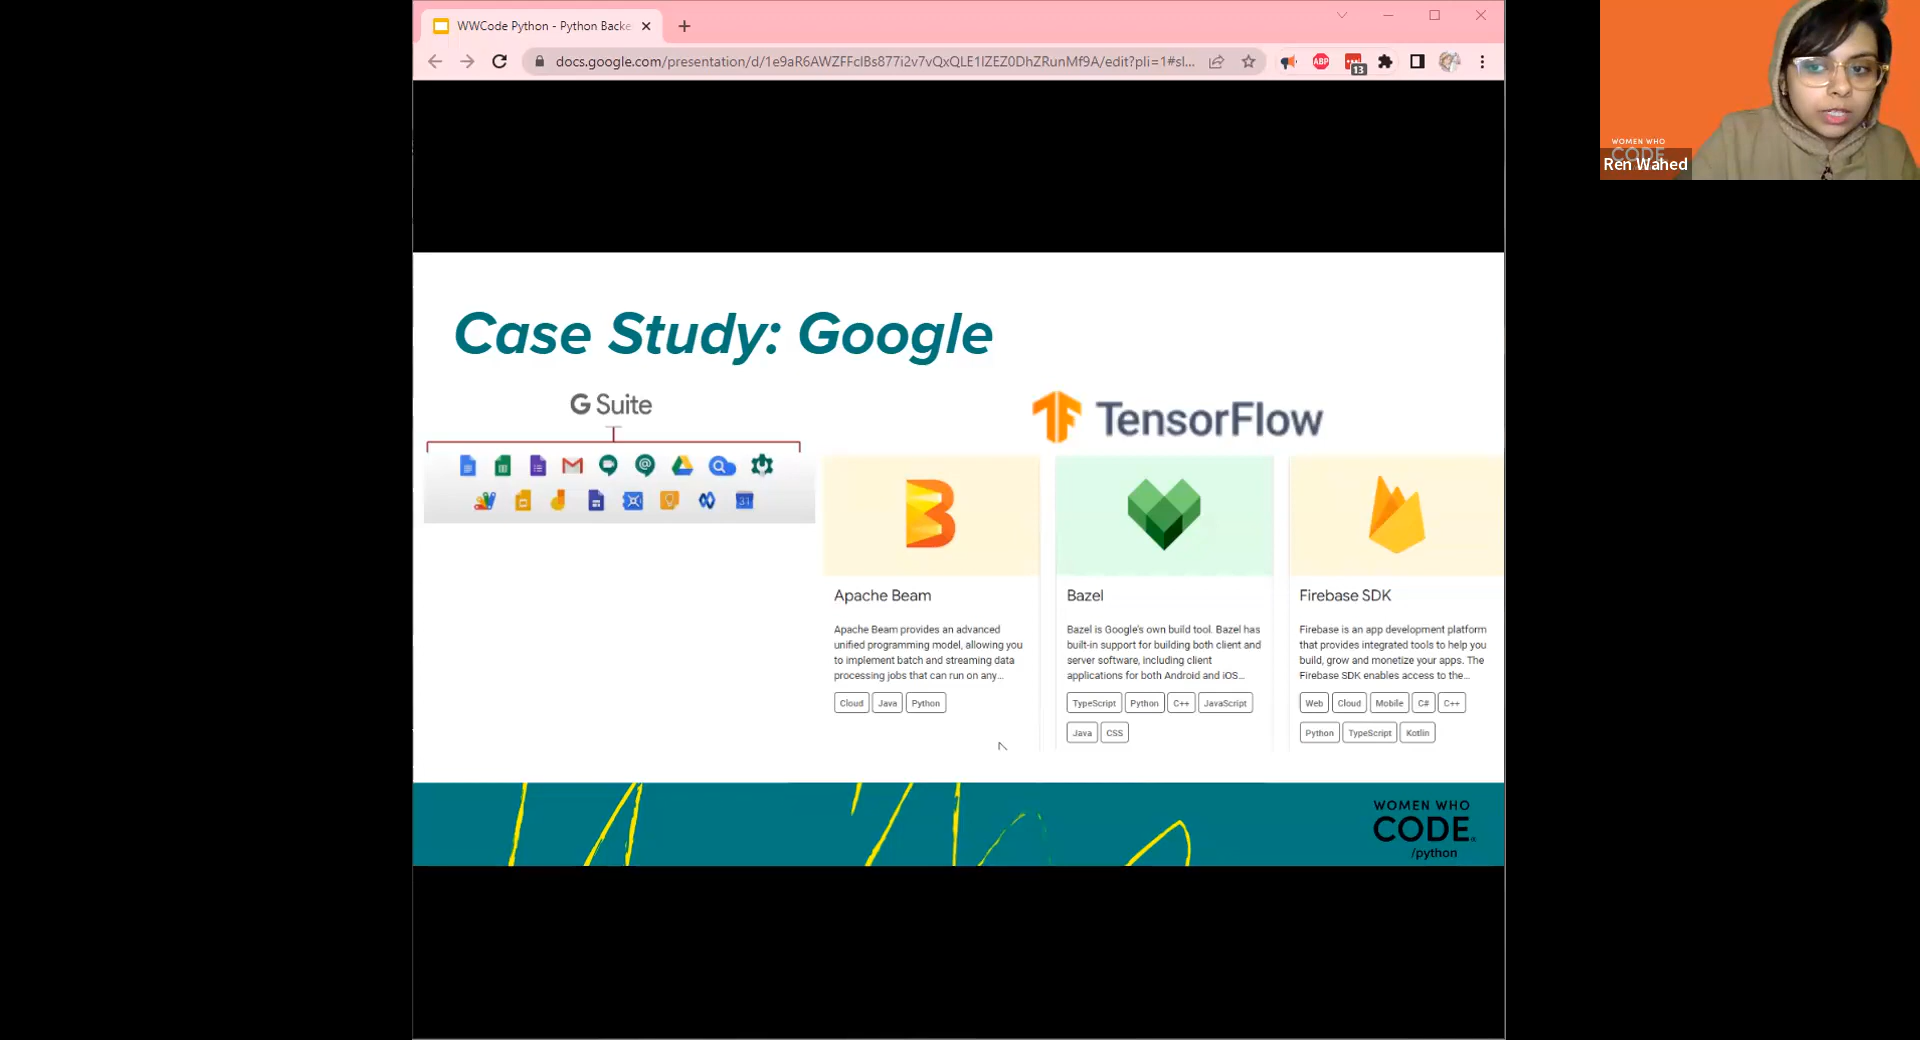 WWCode Python - Python Backe
docs.google.com/presentation/d/1e9aR6AWZFFcIBs877i2v7vQxQLE1IZEZ0DhZRunMf9A/edit?pli=1#sl...
ABP
13
WOMEN WHO
CODE
Ren Wahed
Case Study: Google
G Suite
TensorFlow
31
Apache Beam
Apache Beam provides an advanced
unified programming model, allowing you
to implement batch and streaming data
processing jobs that can run on any...
Cloud Java Python
Bazel
Bazel is Google's own build tool. Bazel has
built-in support for building both client and
server software, including client
applications for both Android and iOS...
TypeScript Python C++ JavaScript
Java CSS
Firebase SDK
Firebase is an app development platform
that provides integrated tools to help you
build, grow and monetize your apps. The
Firebase SDK enables access to the...
Web Cloud Mobile C# C++
Python TypeScript Kotlin
WOMEN WHO
CODE
/python